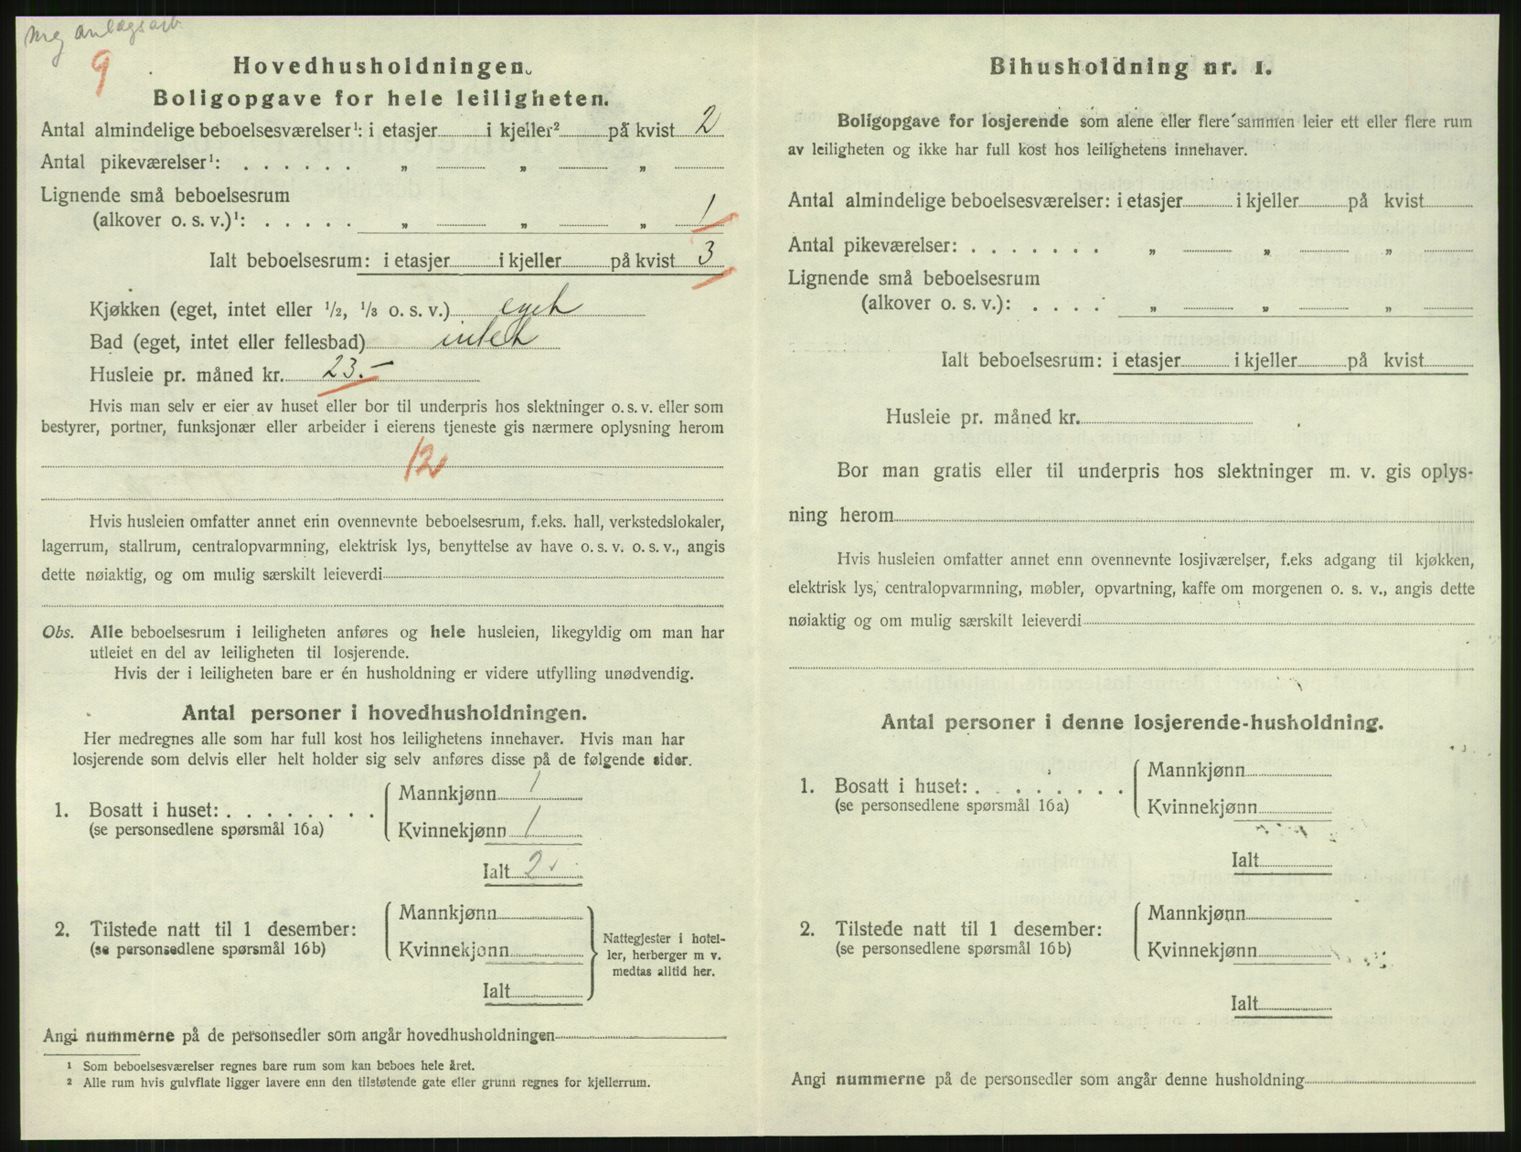 anlægsarb.
9
Hovedhusholdningen.
Boligopgave for hele leiligheten.
Antal almindelige beboelsesværelser¹: i etasjer i kjeller² på kvist 2
Antal pikeværelser¹: . . . . . . „ „ „
Lignende små beboelsesrum
(alkover o. s. v.)¹: . . . . . „ „ „ 1
Ialt beboelsesrum: i etasjer i kjeller på kvist 3
Kjøkken (eget, intet eller 1/2, 1/3 o. s. v.) eget
Bad (eget, intet eller fellesbad) intet
Husleie pr. måned kr. 23.-
Hvis man selv er eier av huset eller bor til underpris hos slektninger o. s. v. eller som
bestyrer, portner, funksjonær eller arbeider i eierens tjeneste gis nærmere oplysning herom
12
Hvis husleien omfatter annet enn ovennevnte beboelsesrum, f.eks. hall, verkstedslokaler,
lagerrum, stallrum, centralopvarmning, elektrisk lys, benyttelse av have o. s. v. o. s. v., angis
dette nøiaktig, og om mulig særskilt leieverdi
Obs. Alle beboelsesrum i leiligheten anføres og hele husleien, likegyldig om man har
utleiet en del av leiligheten til losjerende.
Hvis der i leiligheten bare er én husholdning er videre utfylling unødvendig.
Antal personer i hovedhusholdningen.
Her medregnes alle som har full kost hos leilighetens innehaver. Hvis man har
losjerende som delvis eller helt holder sig selv anføres disse på de følgende sider.
1. Bosatt i huset: . . . . . . . .
(se personsedlene spørsmål 16a)
Mannkjønn 1
Kvinnekjønn 1
Ialt 2
2. Tilstede natt til 1 desember:
(se personsedlene spørsmål 16b)
Mannkjønn
Kvinnekjønn
Ialt
Nattegjester i hotel-
ler, herberger m v.
medtas alltid her.
Angi nummerne på de personsedler som angår hovedhusholdningen
¹ Som beboelsesværelser regnes bare rum som kan beboes hele året.
² Alle rum hvis gulvflate ligger lavere enn den tilstøtende gate eller grunn regnes for kjellerrum.
Bihusholdning nr. 1.
Boligopgave for losjerende som alene eller flere sammen leier ett eller flere rum
av leiligheten og ikke har full kost hos leilighetens innehaver.
Antal almindelige beboelsesværelser: i etasjer i kjeller på kvist
Antal pikeværelser: . . . . . . . „ „ „
Lignende små beboelsesrum
(alkover o. s. v.): . . . . „ „ „
Ialt beboelsesrum: i etasjer i kjeller på kvist
Husleie pr. måned kr.
Bor man gratis eller til underpris hos slektninger m. v. gis oplys-
ning herom
Hvis husleien omfatter annet enn ovennevnte losjiværelser, f.eks adgang til kjøkken,
elektrisk lys, centralopvarmning, møbler, opvartning, kaffe om morgenen o. s. v., angis dette
nøiaktig og om mulig særskilt leieverdi
Antal personer i denne losjerende-husholdning.
1. Bosatt i huset: . . . . . . . .
(se personsedlene spørsmål 16a)
Mannkjønn
Kvinnekjønn
Ialt
2. Tilstede natt til 1 desember:
(se personsedlene spørsmål 16b)
Mannkjønn
Kvinnekjønn
Ialt
Angi nummerne på de personsedler som angår denne husholdning